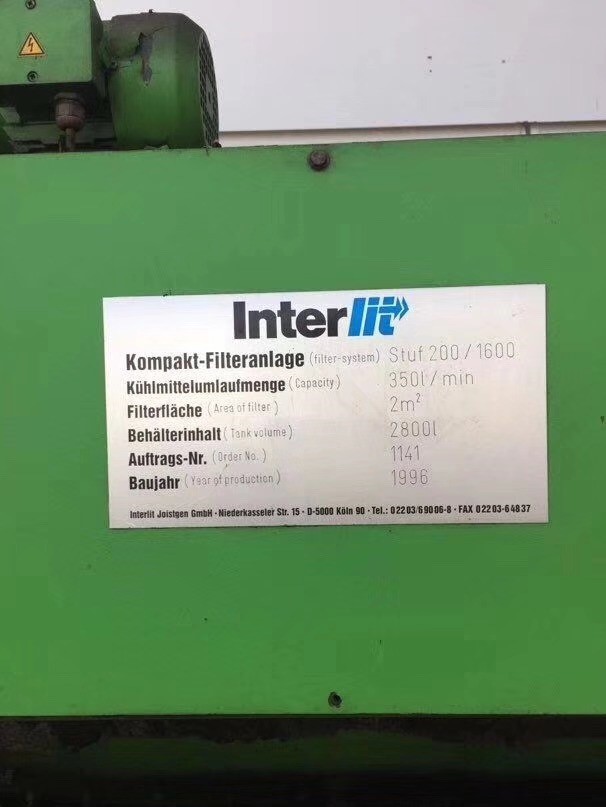 Interlit
Kompakt-Filteranlage (filter-system) Stuf 200/1600
Kühlmittelumlaufmenge (Capacity) 350l/min
Filterfläche (Area of filter) 2m²
Behälterinhalt (Tank volume) 2800l
Auftrags-Nr. (Order No.) 1141
Baujahr (Year of production) 1996
Interlit Joistgen GmbH · Niederkasseler Str. 15 · D-5000 Köln 90 · Tel.: 02203/69006-8 · FAX 02203-64837